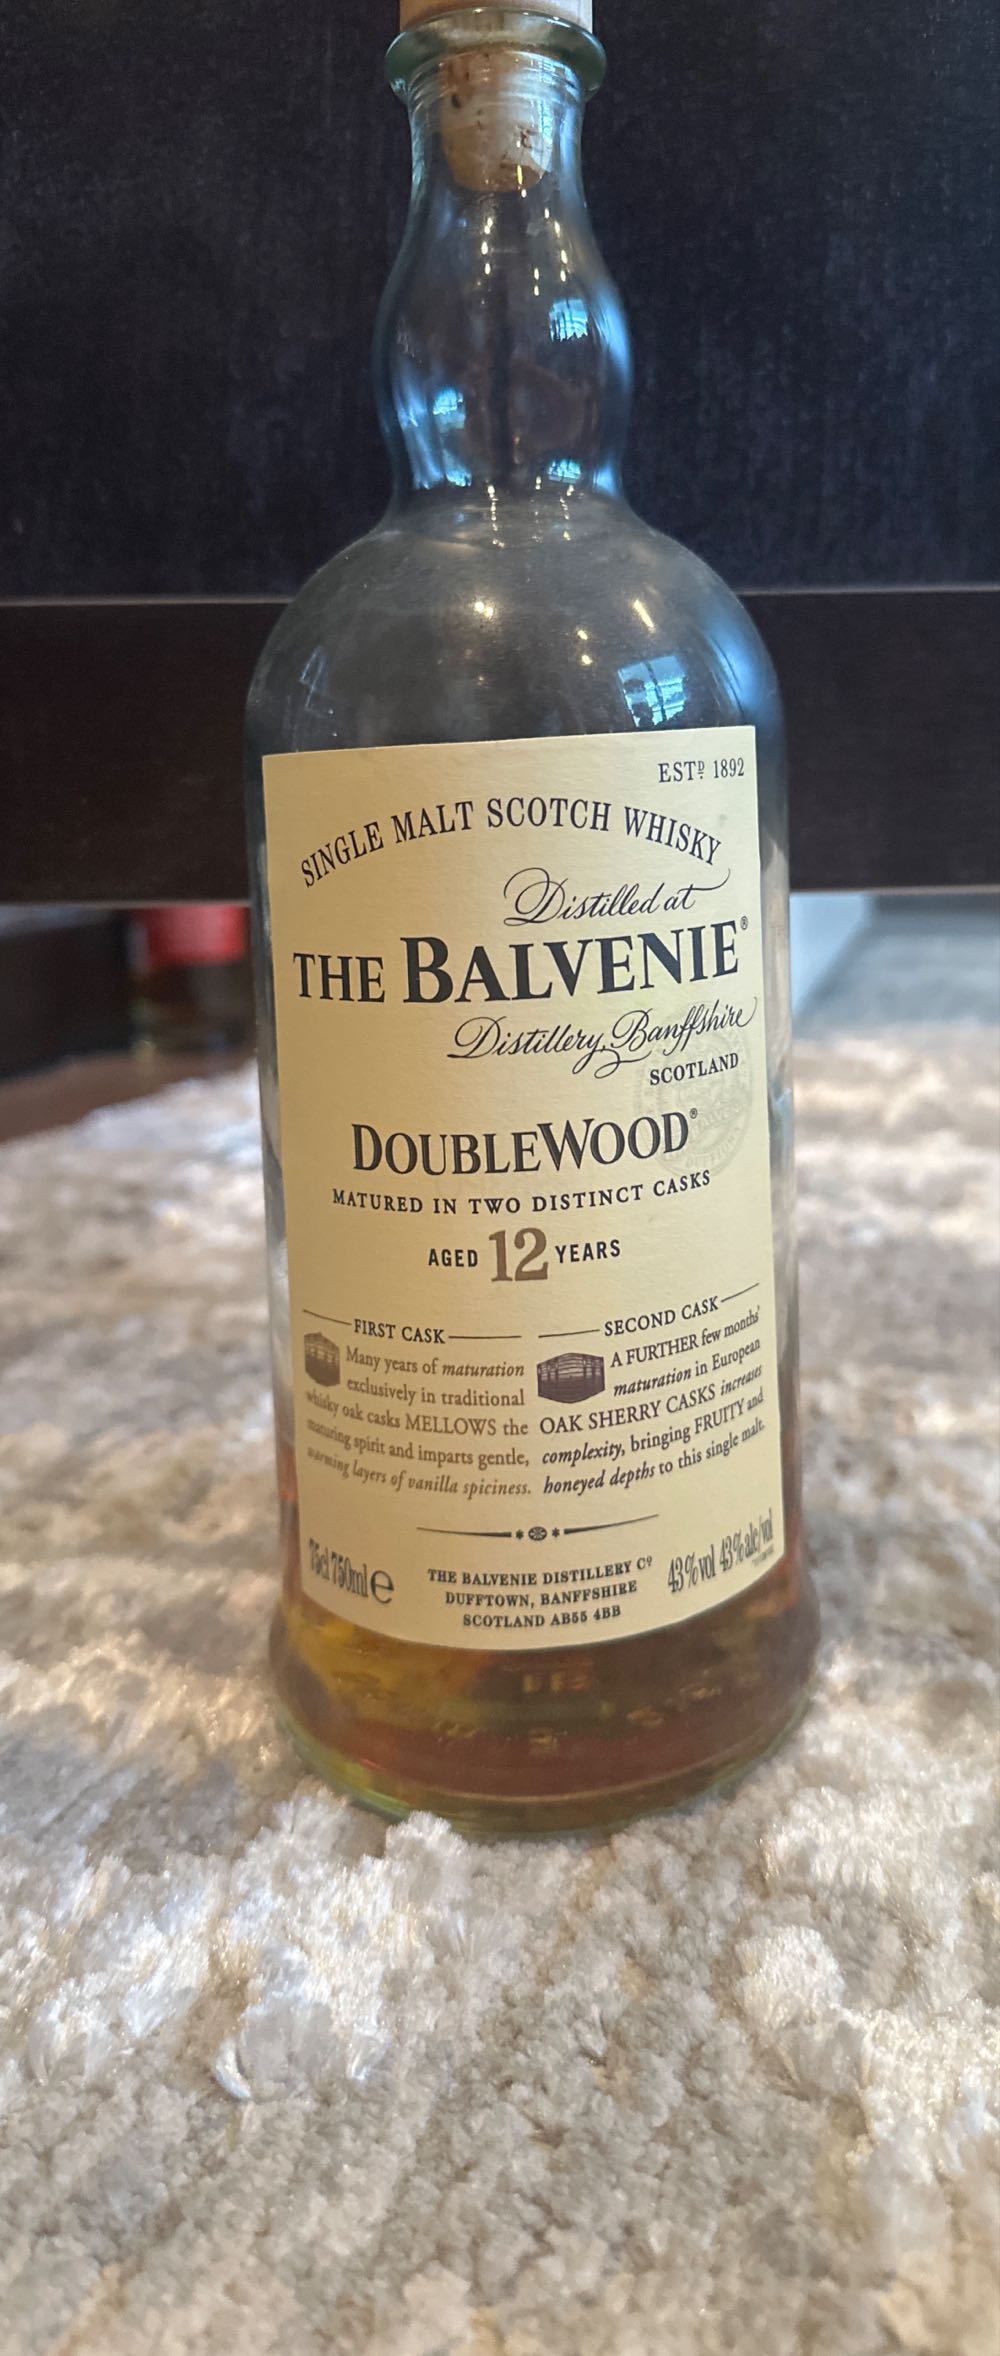 ESTD 1892
SINGLE MALT SCOTCH WHISKY
Distilled at
THE BALVENIE®
Distillery, Banffshire
SCOTLAND
DOUBLEWOOD®
MATURED IN TWO DISTINCT CASKS
AGED 12 YEARS
FIRST CASK
Many years of maturation
exclusively in traditional
whisky oak casks MELLOWS the
maturing spirit and imparts gentle,
warming layers of vanilla spiciness.
SECOND CASK
A FURTHER few months'
maturation in European
OAK SHERRY CASKS increases
complexity, bringing FRUITY and
honeyed depths to this single malt.
75cl 750ml e
THE BALVENIE DISTILLERY Co
DUFFTOWN, BANFFSHIRE
SCOTLAND AB55 4BB
43%vol 43%alc/vol